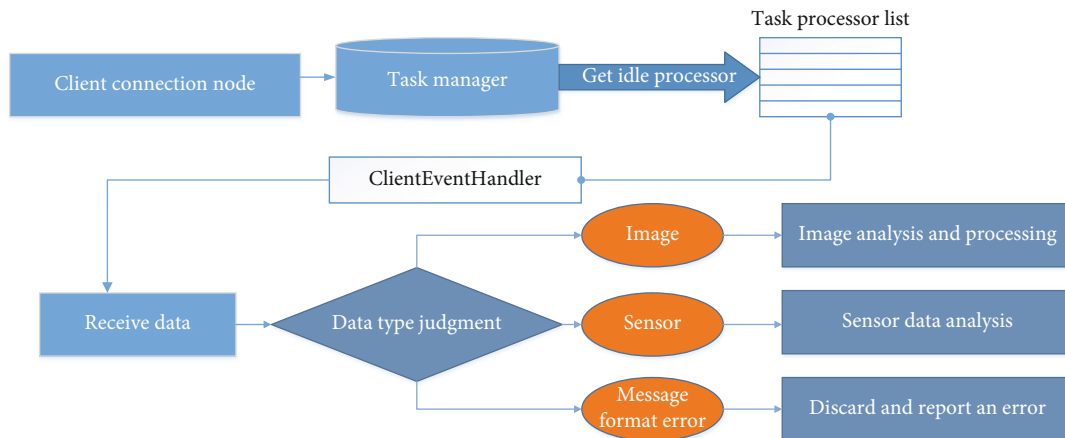 Task processor list
Client connection node
Task manager
Get idle processor
ClientEventHandler
Image
Image analysis and processing
Receive data
Data type judgment
Sensor
Sensor data analysis
Message
format error
Discard and report an error